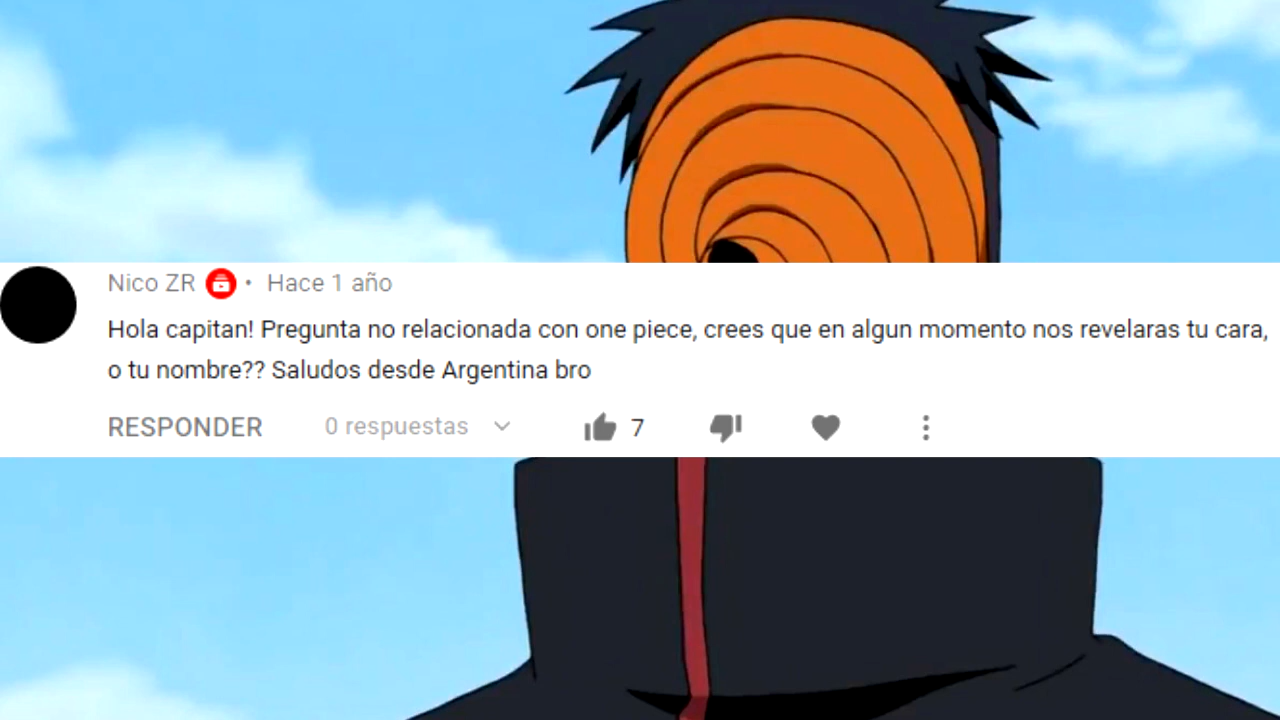 Nico ZR • Hace 1 año
Hola capitan! Pregunta no relacionada con one piece, crees que en algun momento nos revelaras tu cara,
o tu nombre?? Saludos desde Argentina bro
RESPONDER 0 respuestas 7